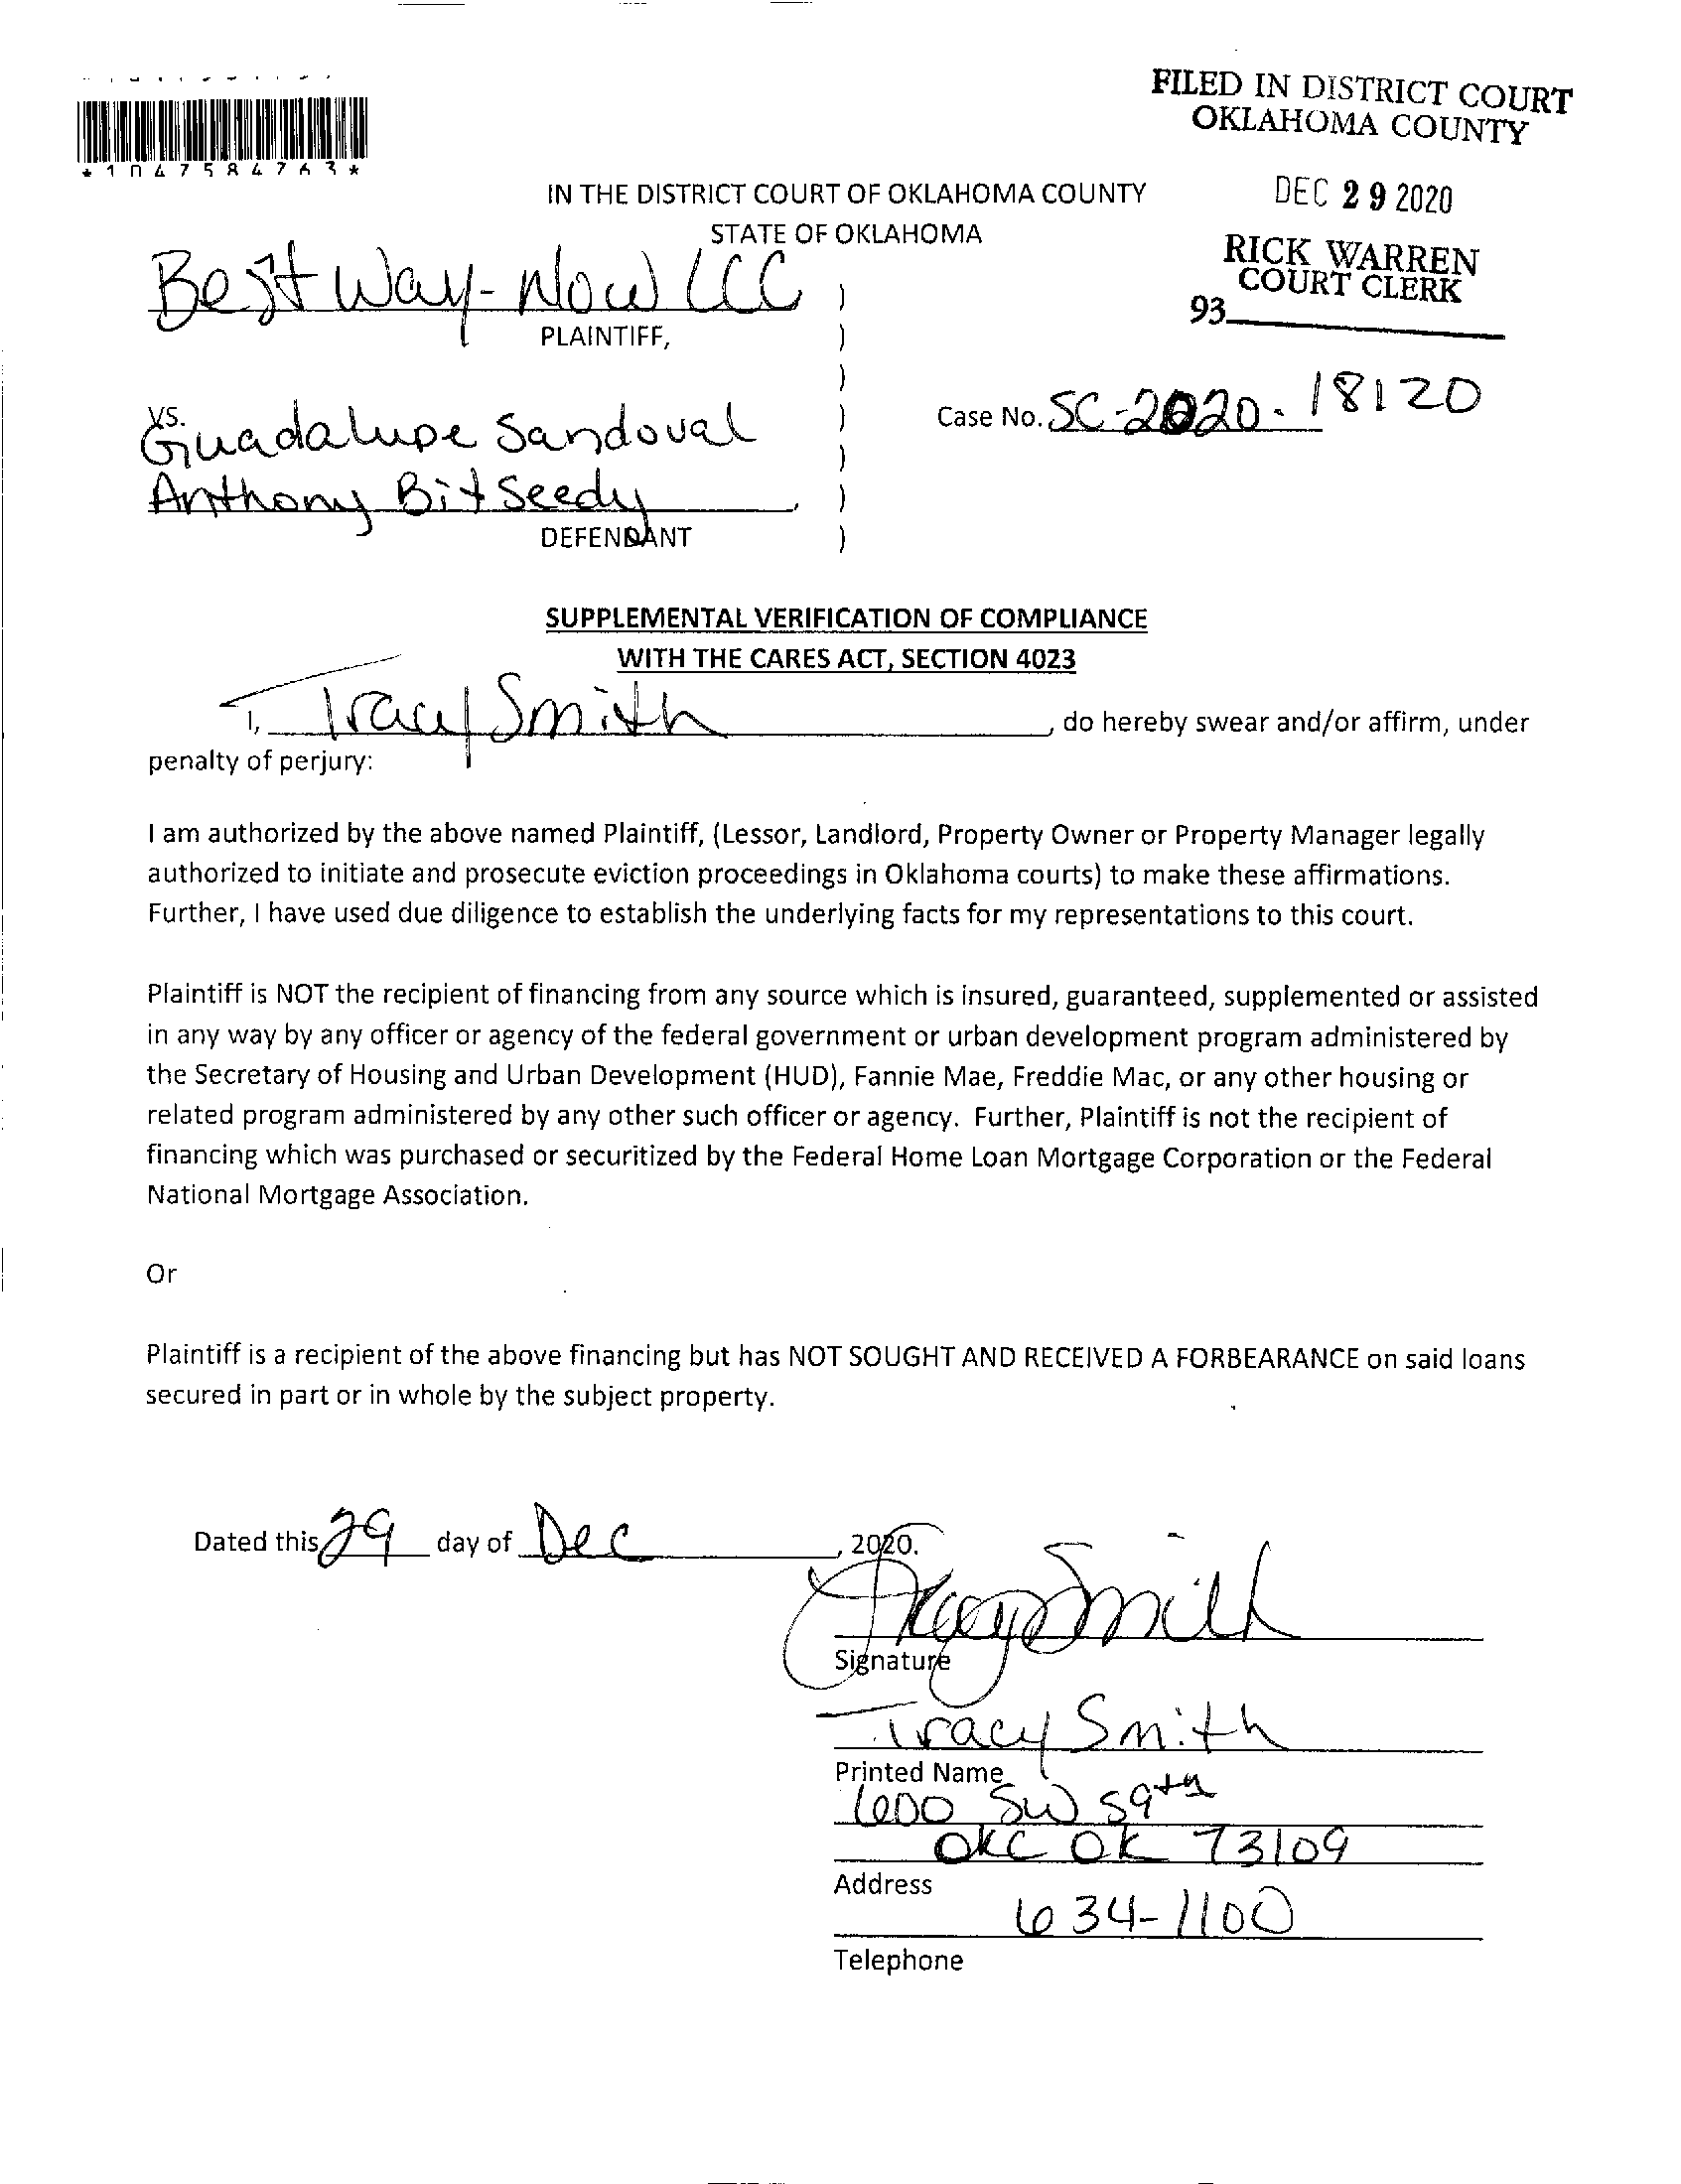 FILED IN DISTRICT COURT
OKLAHOMA COUNTY
*1047584763*
DEC 29 2020
IN THE DISTRICT COURT OF OKLAHOMA COUNTY
STATE OF OKLAHOMA
RICK WARREN
COURT CLERK
93
Best Way-Now LLC )
PLAINTIFF, )
)
vs. )
Case No. SC-2020-18120
Guadalupe Sandoval )
Anthony Bitseedy, )
DEFENDANT )
SUPPLEMENTAL VERIFICATION OF COMPLIANCE
WITH THE CARES ACT, SECTION 4023
I, Tracy Smith, do hereby swear and/or affirm, under
penalty of perjury:
I am authorized by the above named Plaintiff, (Lessor, Landlord, Property Owner or Property Manager legally
authorized to initiate and prosecute eviction proceedings in Oklahoma courts) to make these affirmations.
Further, I have used due diligence to establish the underlying facts for my representations to this court.
Plaintiff is NOT the recipient of financing from any source which is insured, guaranteed, supplemented or assisted
in any way by any officer or agency of the federal government or urban development program administered by
the Secretary of Housing and Urban Development (HUD), Fannie Mae, Freddie Mac, or any other housing or
related program administered by any other such officer or agency. Further, Plaintiff is not the recipient of
financing which was purchased or securitized by the Federal Home Loan Mortgage Corporation or the Federal
National Mortgage Association.
Or
Plaintiff is a recipient of the above financing but has NOT SOUGHT AND RECEIVED A FORBEARANCE on said loans
secured in part or in whole by the subject property.
Dated this 29 day of Dec, 2020.
Tracy Smith
Signature
Tracy Smith
Printed Name
600 SW 59th
OKC OK 73109
Address
634-1100
Telephone